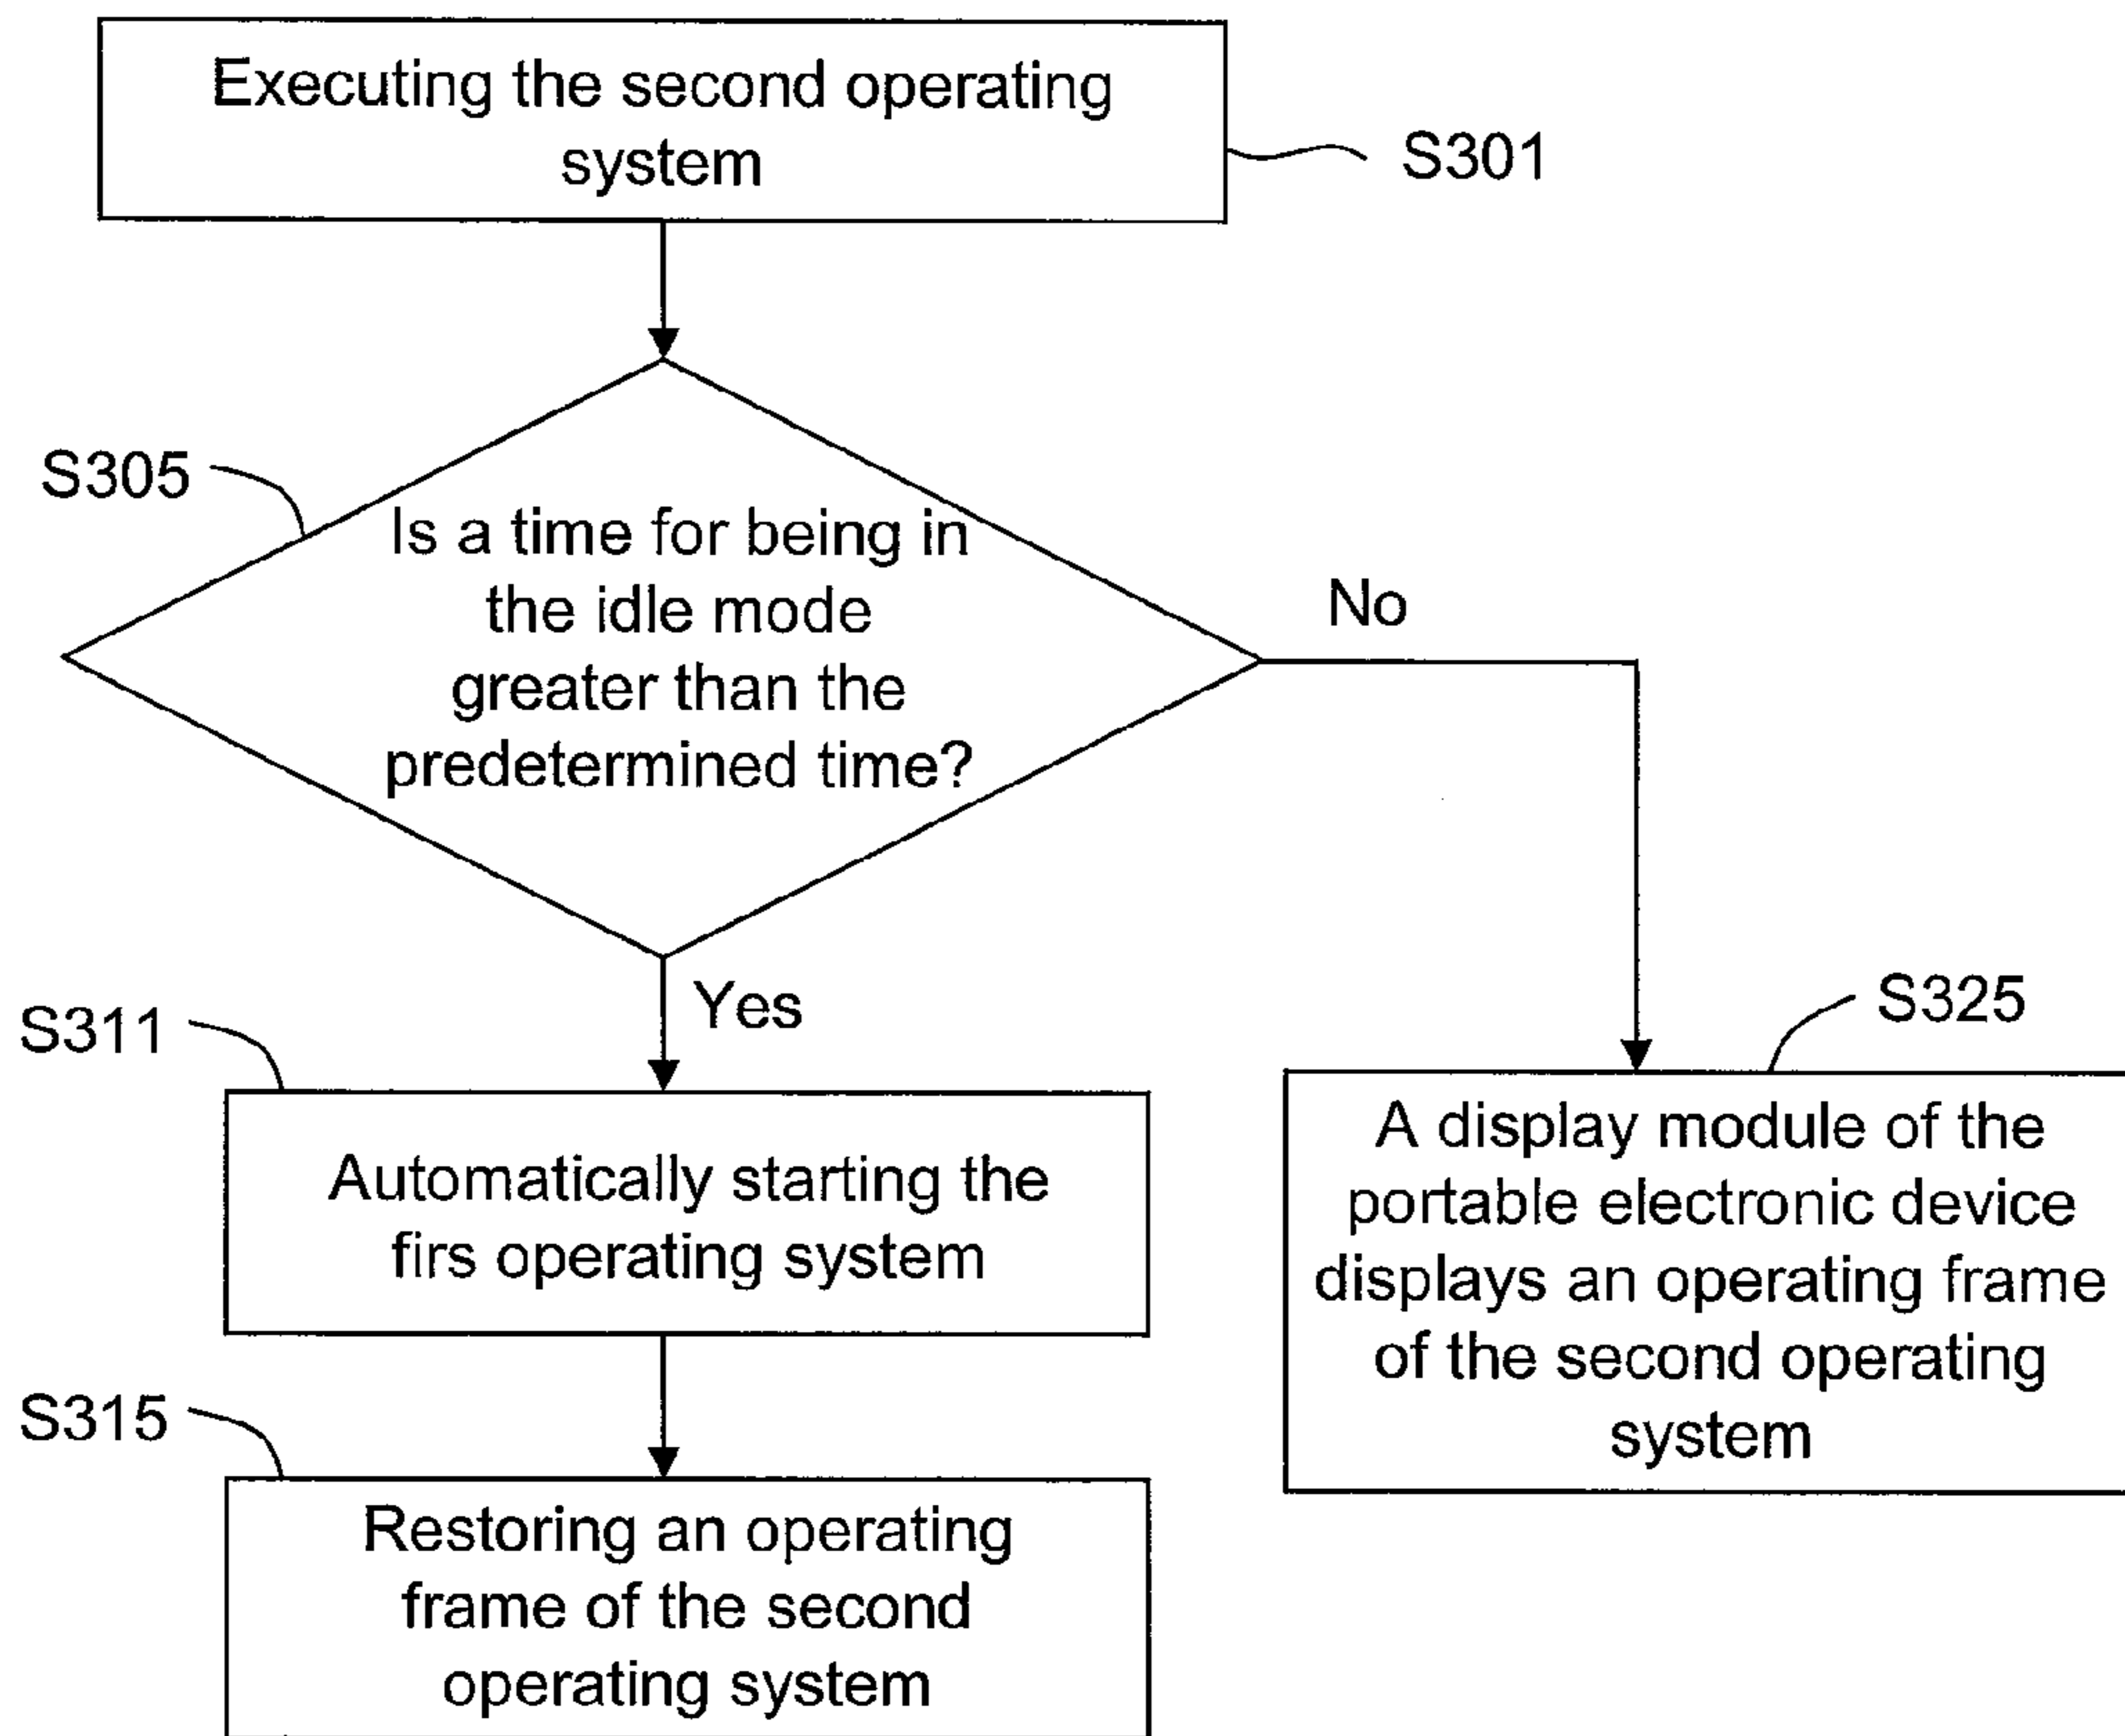 Executing the second operating
system
S301
S305
Is a time for being in
the idle mode
greater than the
predetermined time?
No
Yes
S311
Automatically starting the
firs operating system
S325
A display module of the
portable electronic device
displays an operating frame
of the second operating
system
S315
Restoring an operating
frame of the second
operating system